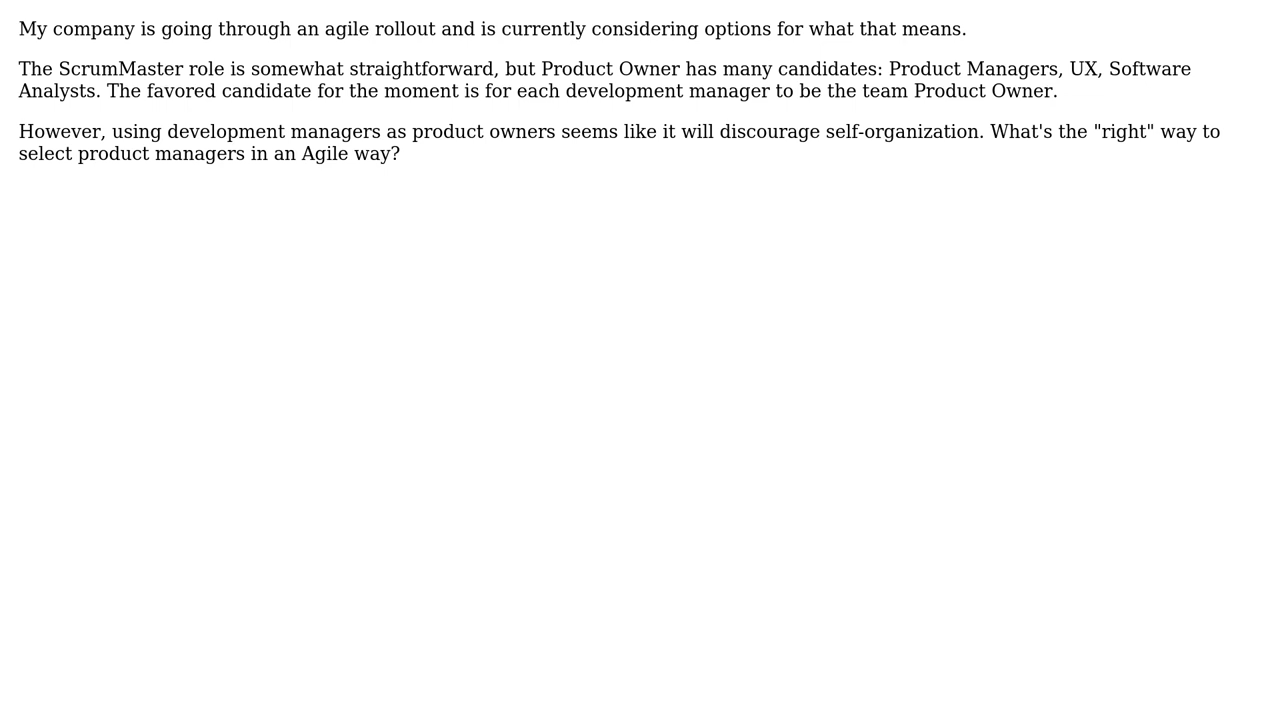 My company is going through an agile rollout and is currently considering options for what that means.
The ScrumMaster role is somewhat straightforward, but Product Owner has many candidates: Product Managers, UX, Software
Analysts. The favored candidate for the moment is for each development manager to be the team Product Owner.
However, using development managers as product owners seems like it will discourage self-organization. What's the "right" way to
select product managers in an Agile way?